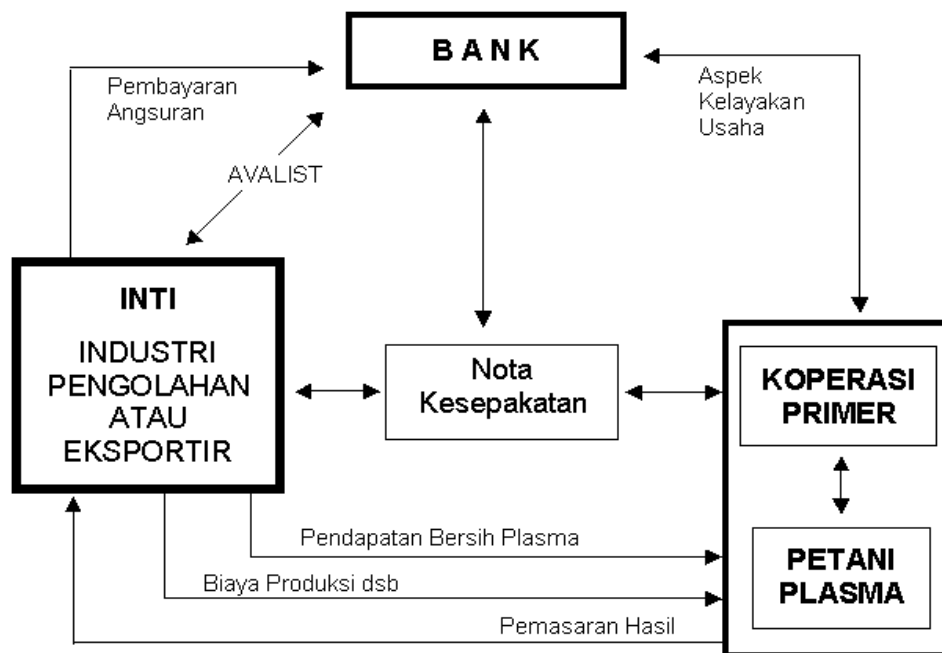 B A N K
Pembayaran
Angsuran
Aspek
Kelayakan
Usaha
AVALIST
INTI
INDUSTRI
PENGOLAHAN
ATAU
EKSPORTIR
Nota
Kesepakatan
KOPERASI
PRIMER
PETANI
PLASMA
Pendapatan Bersih Plasma
Biaya Produksi dsb
Pemasaran Hasil